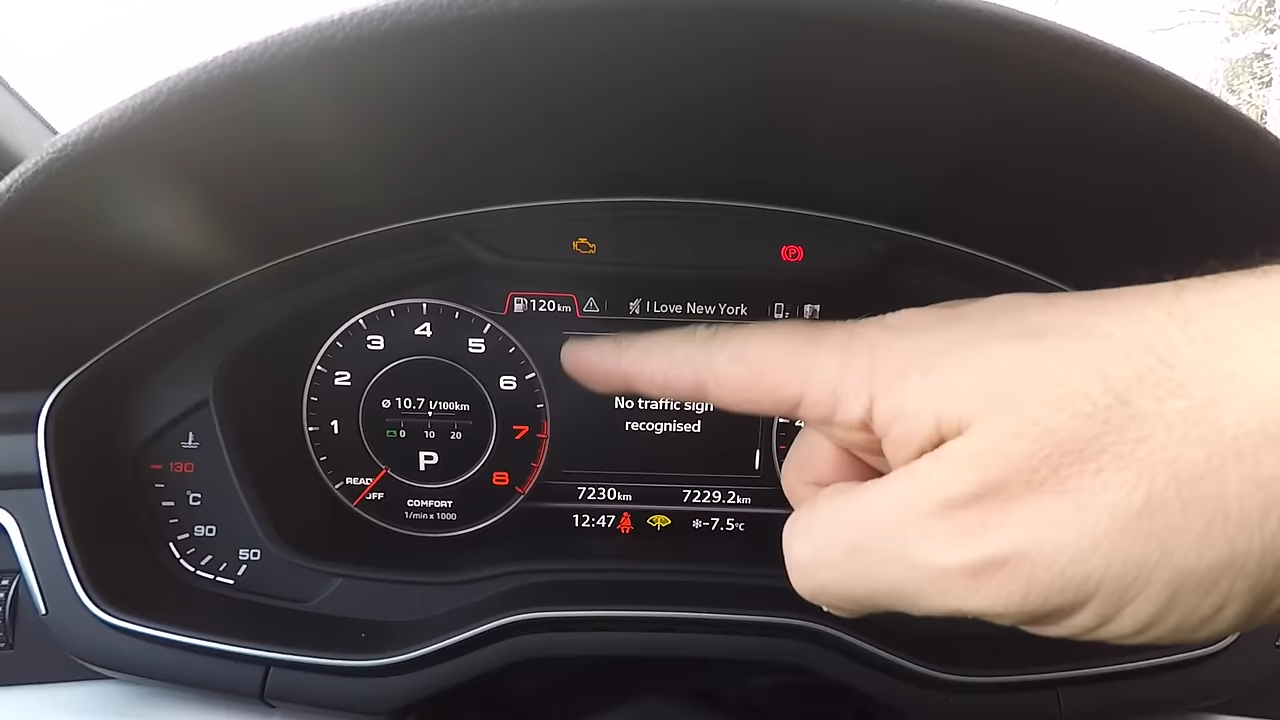 120km
I Love New York
1
2
3
4
5
6
7
8
Ø 10.7 l/100km
0 10 20
P
READY
OFF
COMFORT
1/min x 1000
130
°C
90
50
No traffic sign
recognised
4
7230km 7229.2km
12:47 -7.5°C